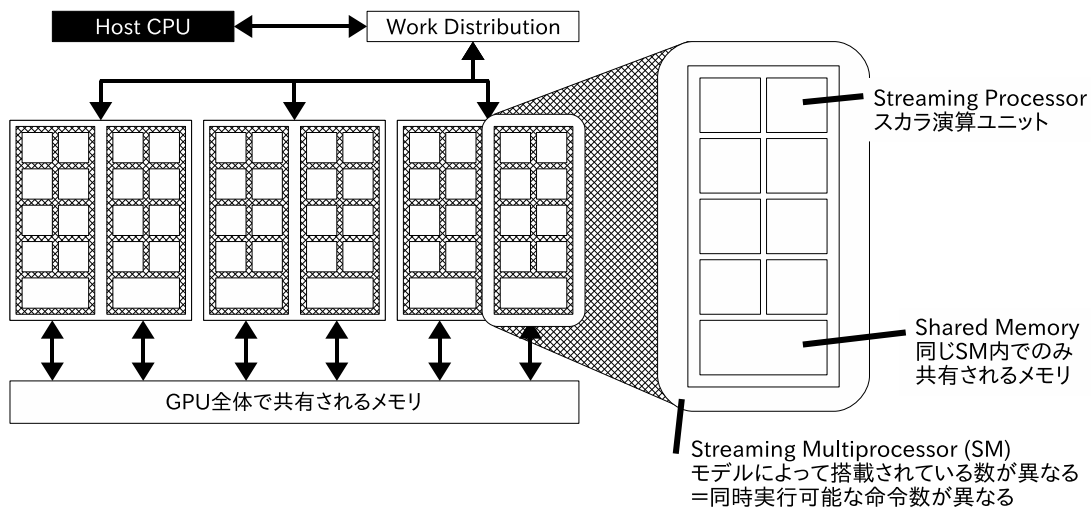 Host CPU
Work Distribution
Streaming Processor
スカラ演算ユニット
Shared Memory
同じSM内でのみ
共有されるメモリ
GPU全体で共有されるメモリ
Streaming Multiprocessor (SM)
モデルによって搭載されている数が異なる
＝同時実行可能な命令数が異なる